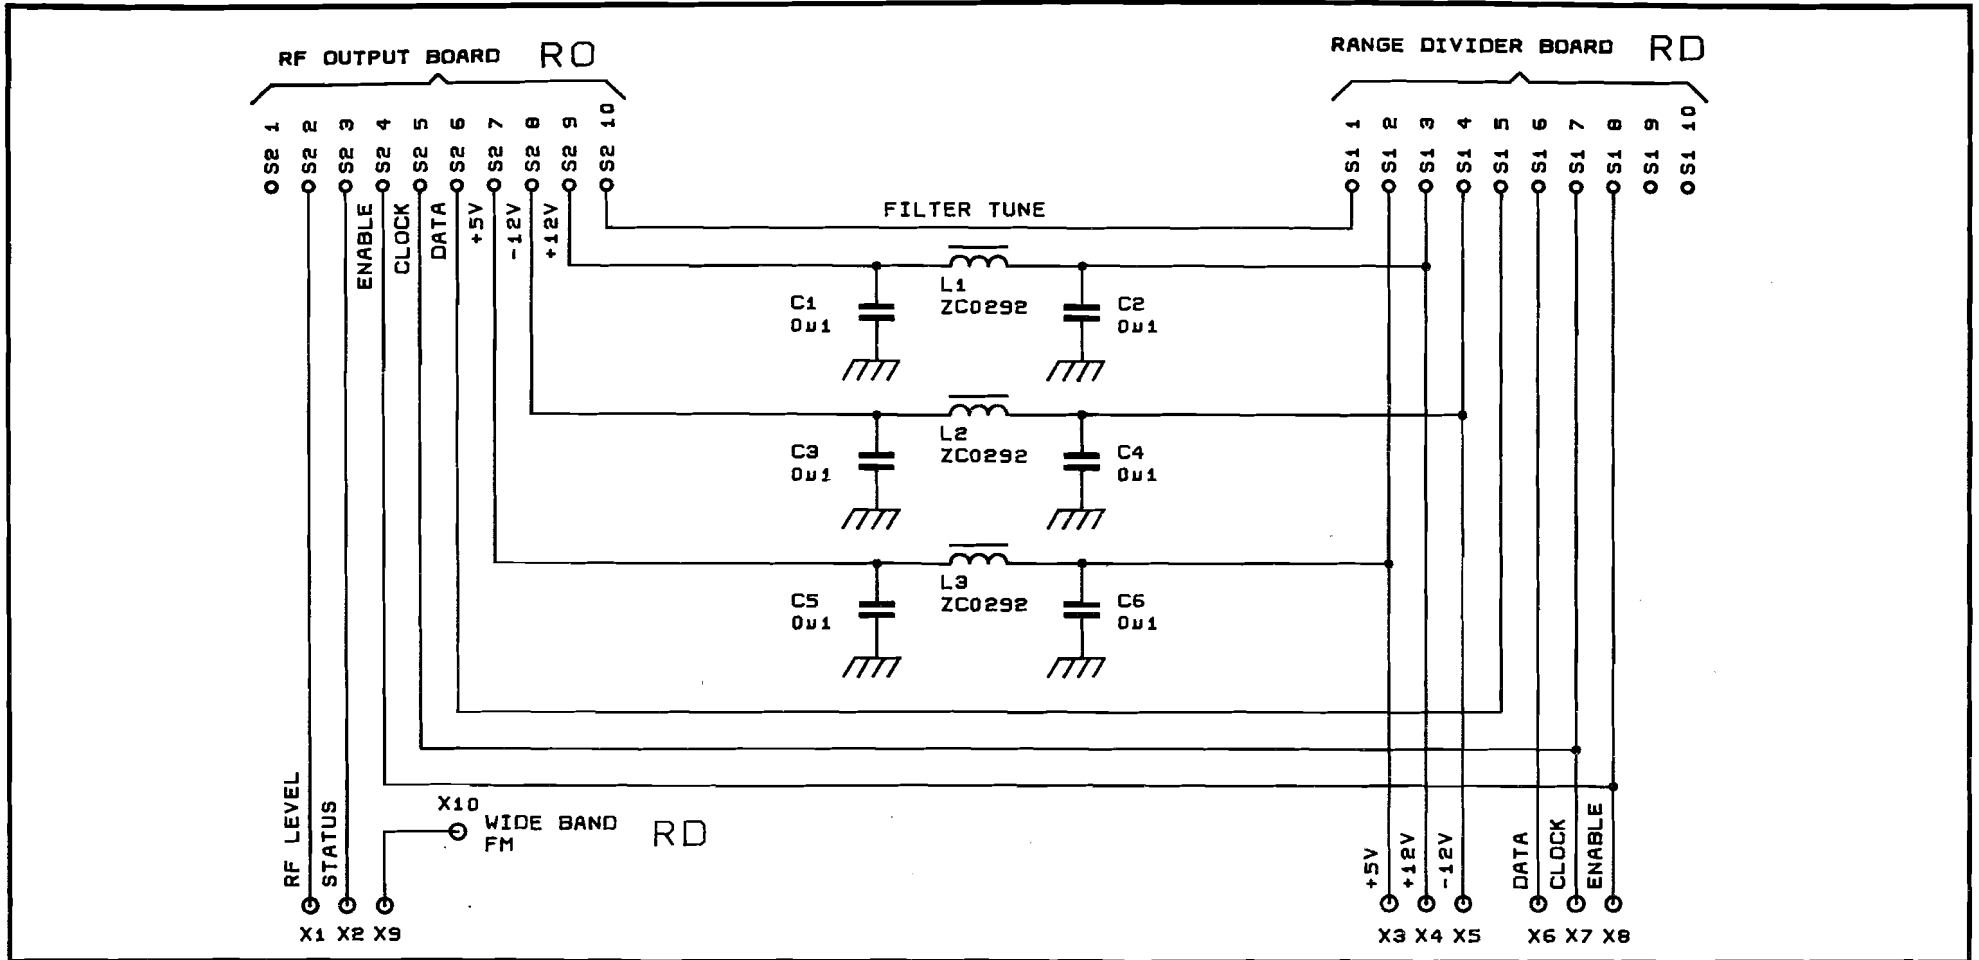 RF OUTPUT BOARD RO
RANGE DIVIDER BOARD RD
S2 1
S2 2
S2 3
S2 4
S2 5
S2 6
S2 7
S2 8
S2 9
S2 10
S1 1
S1 2
S1 3
S1 4
S1 5
S1 6
S1 7
S1 8
S1 9
S1 10
ENABLE
CLOCK
DATA
+5V
-12V
+12V
FILTER TUNE
C1
0µ1
L1
ZC0292
C2
0µ1
C3
0µ1
L2
ZC0292
C4
0µ1
C5
0µ1
L3
ZC0292
C6
0µ1
RF LEVEL
STATUS
X10
WIDE BAND
FM
RD
+5V
+12V
-12V
DATA
CLOCK
ENABLE
X1 X2 X9
X3 X4 X5 X6 X7 X8